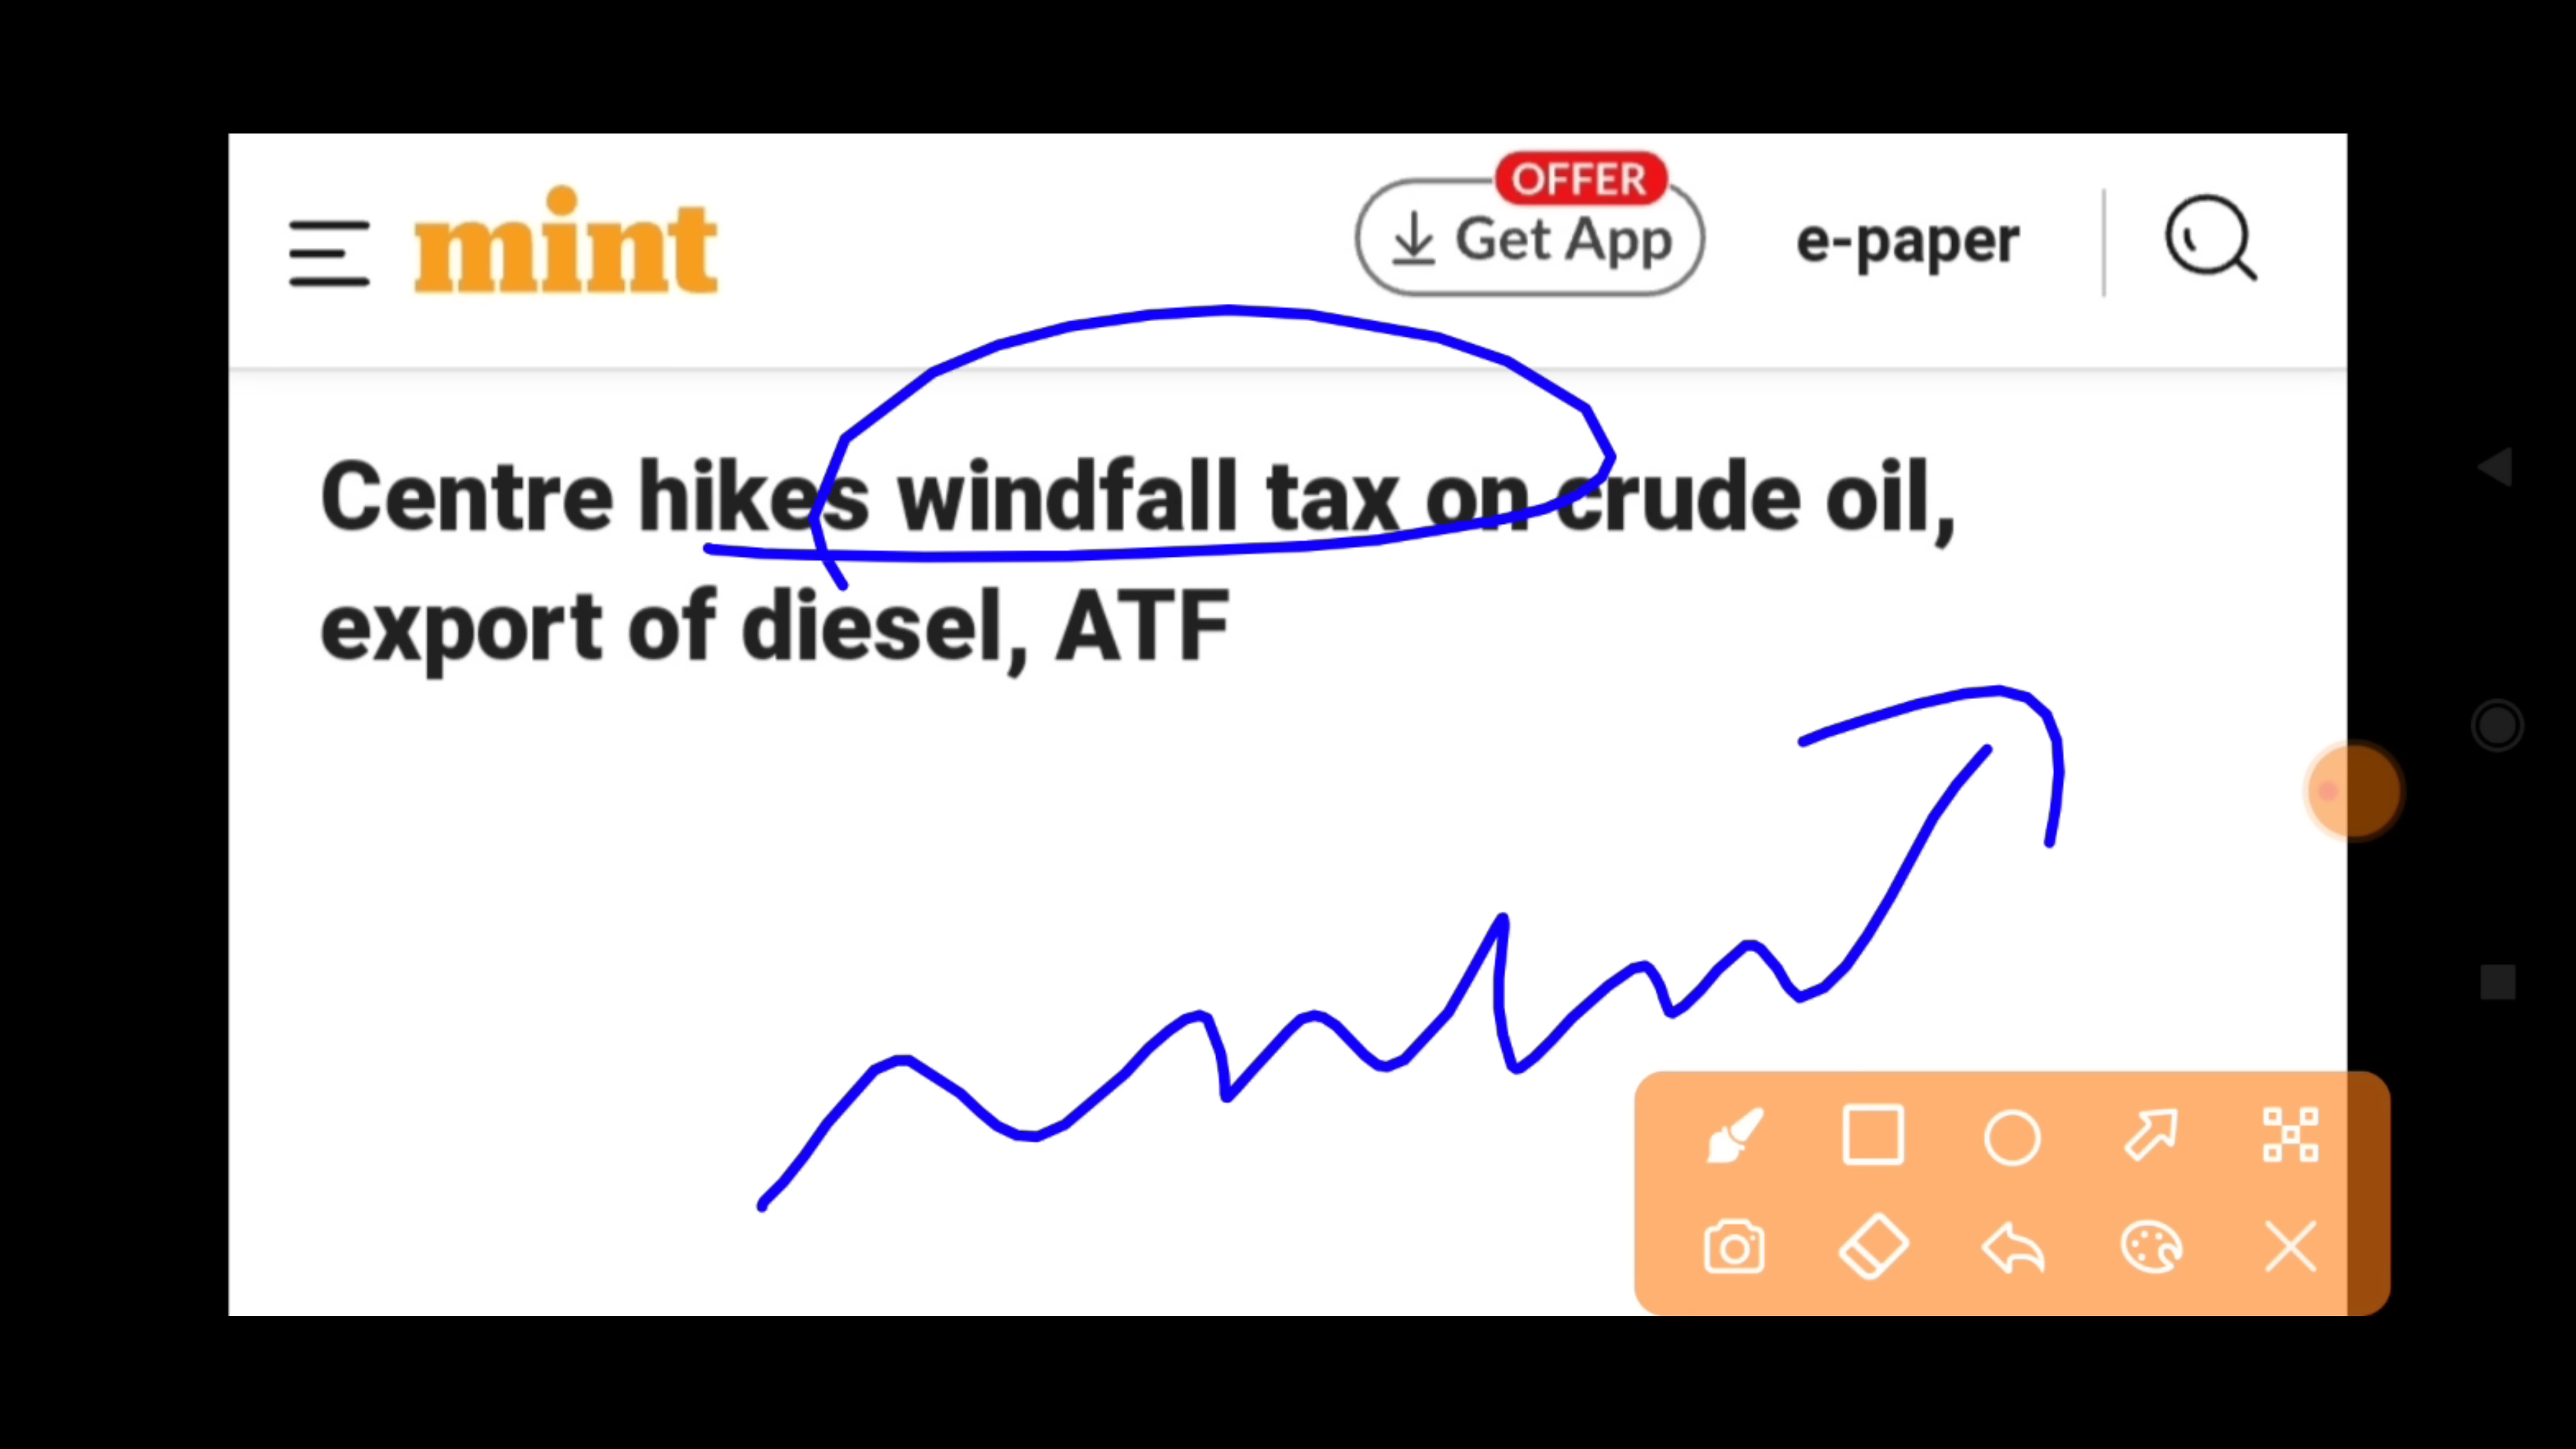 mint
OFFER
Get App
e-paper
Centre hikes windfall tax on crude oil,
export of diesel, ATF